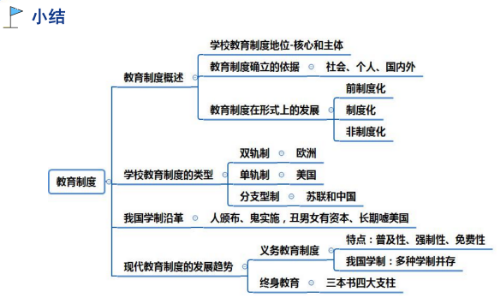 小结
学校教育制度地位-核心和主体
教育制度概述
教育制度确立的依据
社会、个人、国内外
前制度化
教育制度在形式上的发展
制度化
非制度化
双轨制
欧洲
教育制度
学校教育制度的类型
单轨制
美国
分支型制
苏联和中国
我国学制沿革
人颁布、鬼实施，丑男女有资本、长期嘘美国
特点：普及性、强制性、免费性
义务教育制度
我国学制：多种学制并存
现代教育制度的发展趋势
终身教育
三本书四大支柱